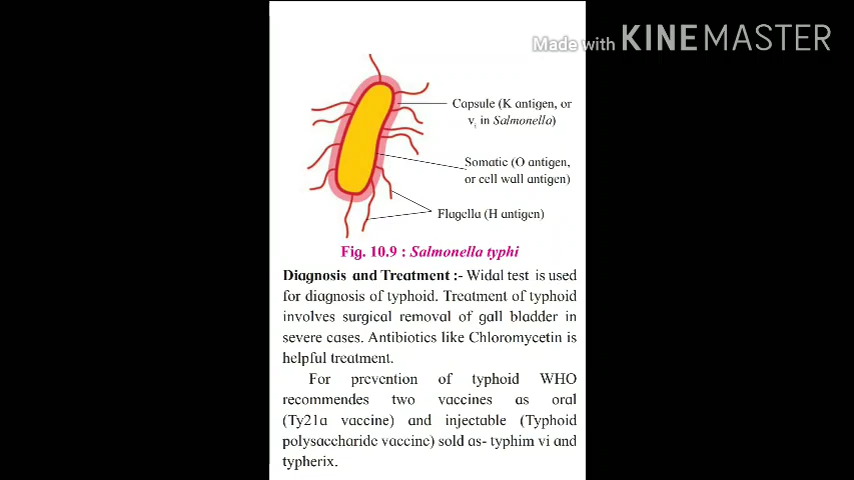 Made with KINEMASTER
Capsule (K antigen, or
vi in Salmonella)
Somatic (O antigen,
or cell wall antigen)
Flagella (H antigen)
Fig. 10.9 : Salmonella typhi
Diagnosis and Treatment :- Widal test is used
for diagnosis of typhoid. Treatment of typhoid
involves surgical removal of gall bladder in
severe cases. Antibiotics like Chloromycetin is
helpful treatment.
For prevention of typhoid WHO
recommendes two vaccines as oral
(Ty21a vaccine) and injectable (Typhoid
polysaccharide vaccine) sold as- typhim vi and
typherix.